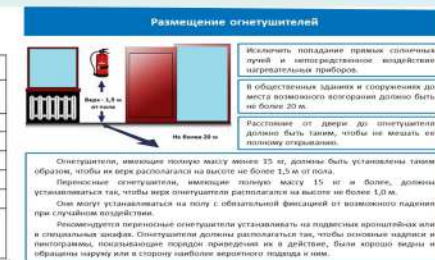 Размещение огнетушителей
Исключить попадание прямых солнечных
лучей и непосредственное воздействие
нагревательных приборов.
Верх - 1,5 м
от пола
В общественных зданиях и сооружениях до
места возможного возгорания должно быть
не более 20 м.
Не более 20 м
Расстояние от двери до огнетушителя
должно быть таким, чтобы не мешать ее
полному открыванию.
Огнетушители, имеющие полную массу менее 15 кг, должны быть установлены таким
образом, чтобы их верх располагался на высоте не более 1,5 м от пола.
Переносные огнетушители, имеющие полную массу 15 кг и более, должны
устанавливаться так, чтобы верх огнетушителя располагался на высоте не более 1,0 м.
Они могут устанавливаться на полу с обязательной фиксацией от возможного падения
при случайном воздействии.
Рекомендуется переносные огнетушители устанавливать на подвесных кронштейнах или
в специальных шкафах. Огнетушители должны располагаться так, чтобы основные надписи и
пиктограммы, показывающие порядок приведения их в действие, были хорошо видны и
обращены наружу или в сторону наиболее вероятного подхода к ним.